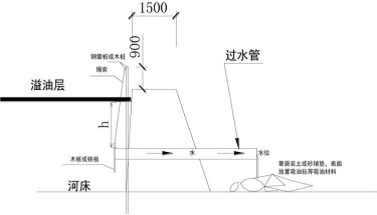 1500
900
钢管桩或木桩
绳索
过水管
溢油层
h
水
水位
木板或铁板
草袋装土或砂铺垫、表面
放置吸油毡等吸油材料
河床